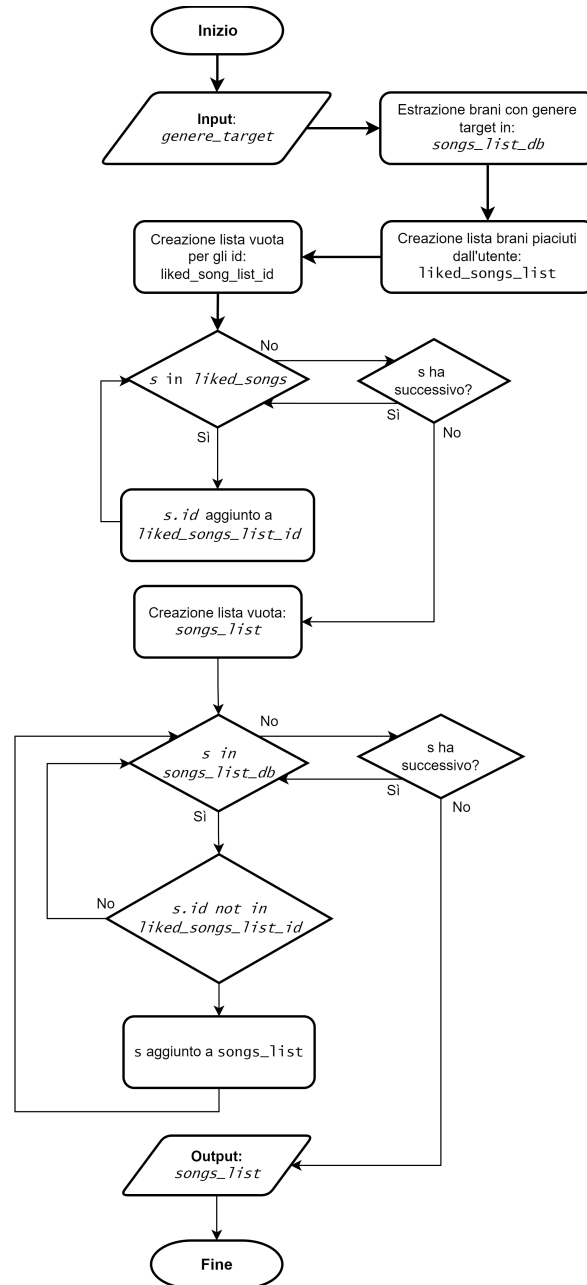 Inizio
Input:
genere_target
Estrazione brani con genere
target in:
songs_list_db
Creazione lista vuota
per gli id:
liked_song_list_id
Creazione lista brani piaciuti
dall'utente:
liked_songs_list
No
s in liked_songs
s ha
successivo?
Sì
Sì
No
s.id aggiunto a
liked_songs_list_id
Creazione lista vuota:
songs_list
No
s in
songs_list_db
s ha
successivo?
Sì
Sì
No
No
s.id not in
liked_songs_list_id
s aggiunto a songs_list
Output:
songs_list
Fine